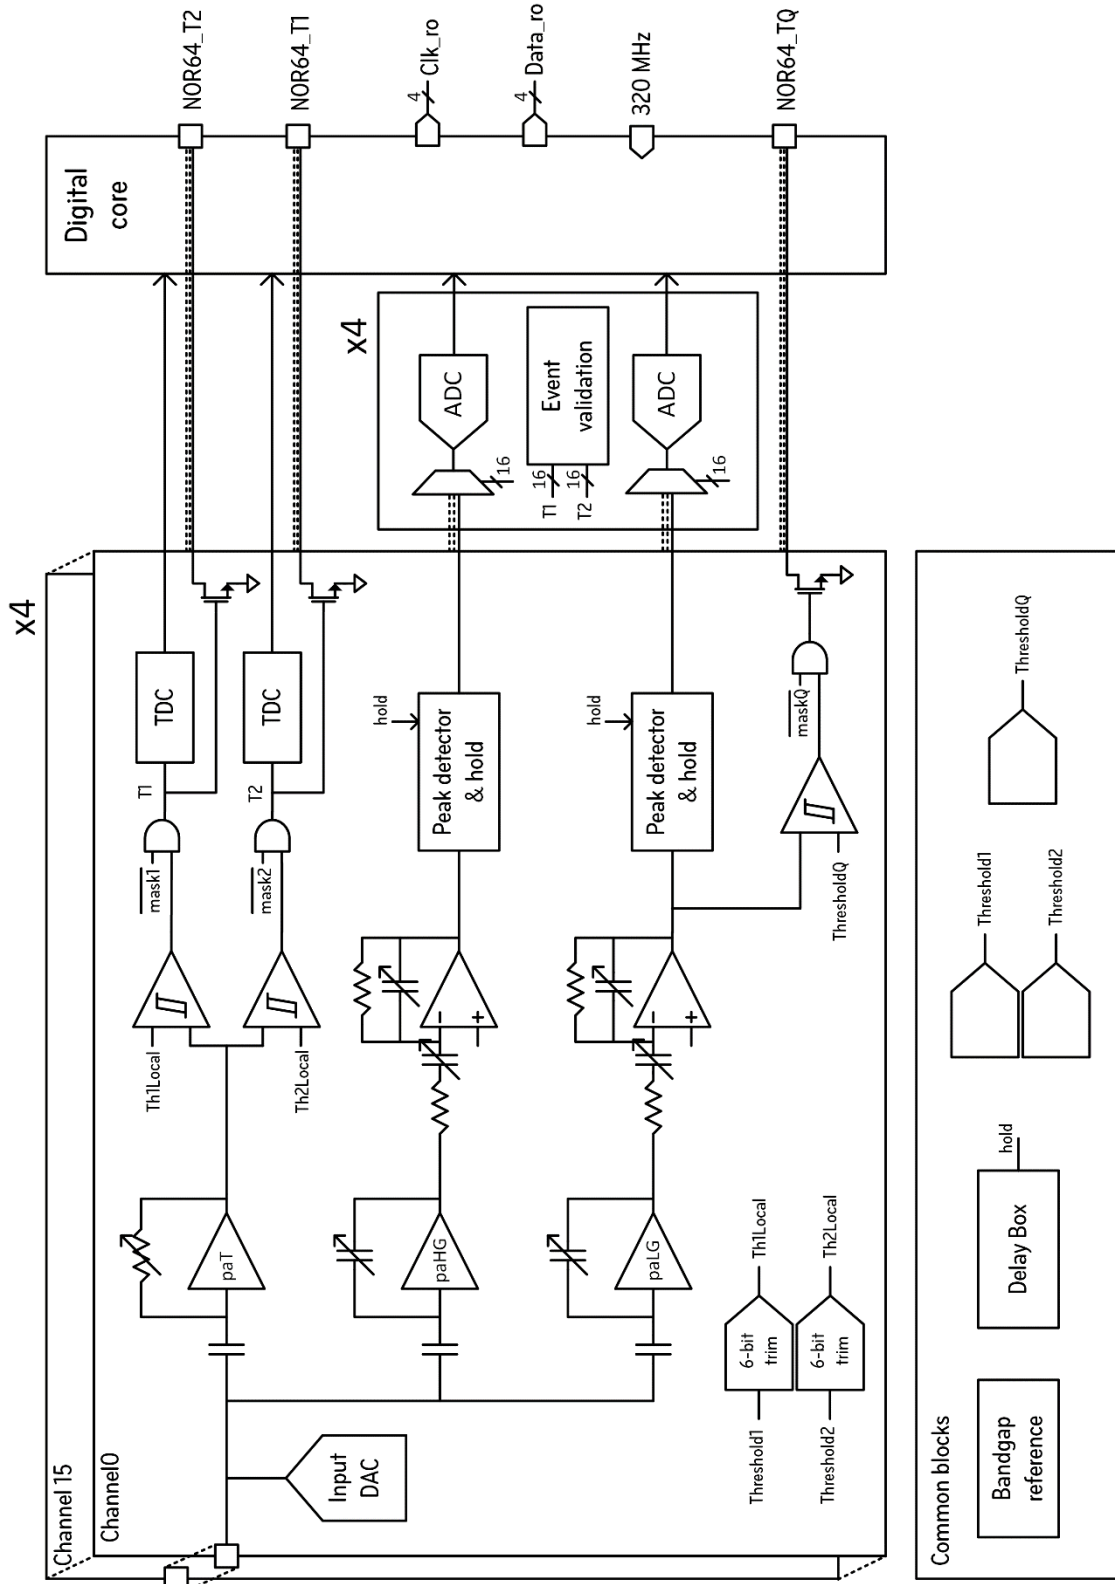 x4
Channel 15
Channel0
Input
DAC
paT
Th1Local
Th2Local
mask1
mask2
T1
T2
TDC
TDC
paHG
-
+
hold
Peak detector
& hold
paLG
-
+
hold
Peak detector
& hold
ThresholdQ
maskQ
Threshold1
6-bit
trim
Th1Local
Threshold2
6-bit
trim
Th2Local
x4
16
ADC
T1
16
T2
16
Event
validation
16
ADC
Digital
core
NOR64_T2
NOR64_T1
4
Clk_ro
4
Data_ro
320 MHz
NOR64_TQ
Common blocks
Bandgap
reference
Delay Box
hold
Threshold1
Threshold2
ThresholdQ